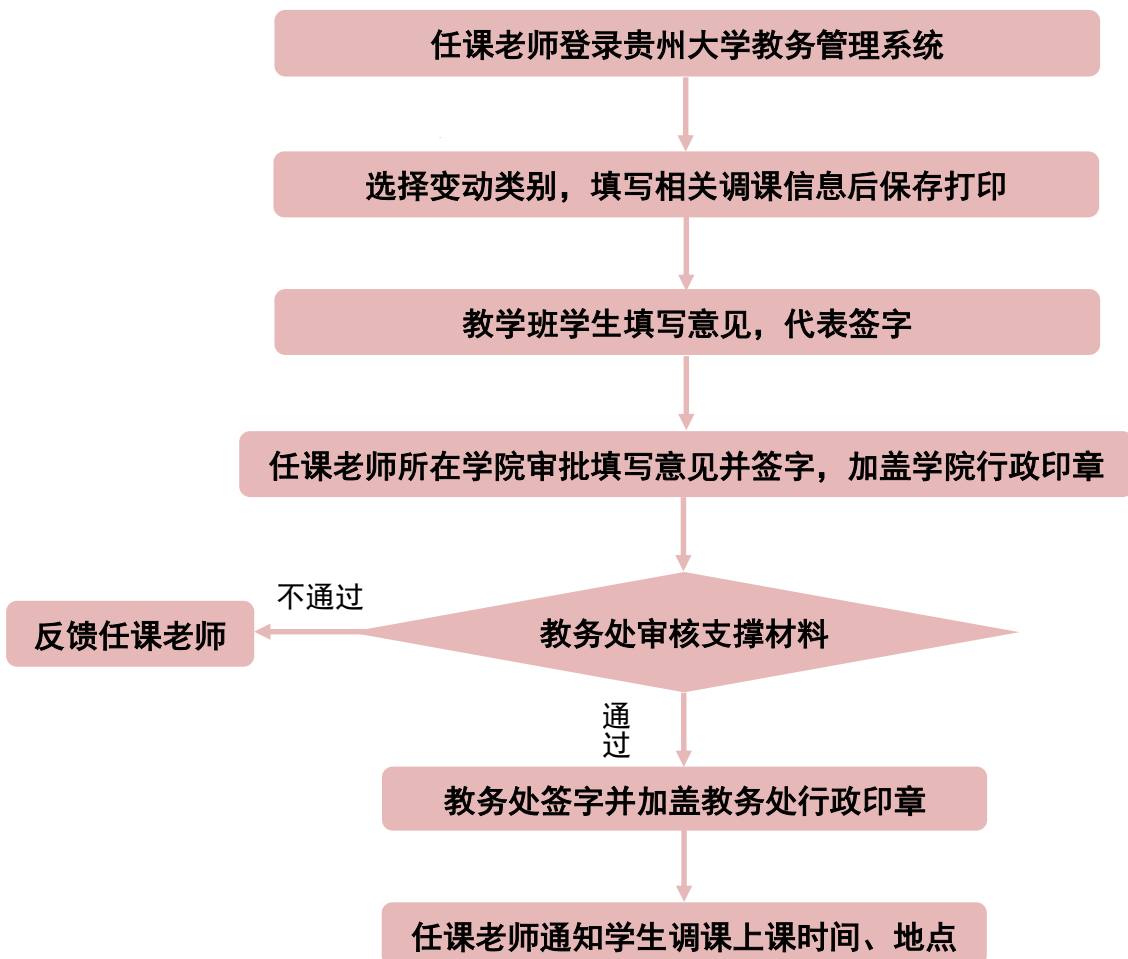 任课老师登录贵州大学教务管理系统
选择变动类别，填写相关调课信息后保存打印
教学班学生填写意见，代表签字
任课老师所在学院审批填写意见并签字，加盖学院行政印章
不通过
反馈任课老师
教务处审核支撑材料
通
过
教务处签字并加盖教务处行政印章
任课老师通知学生调课上课时间、地点